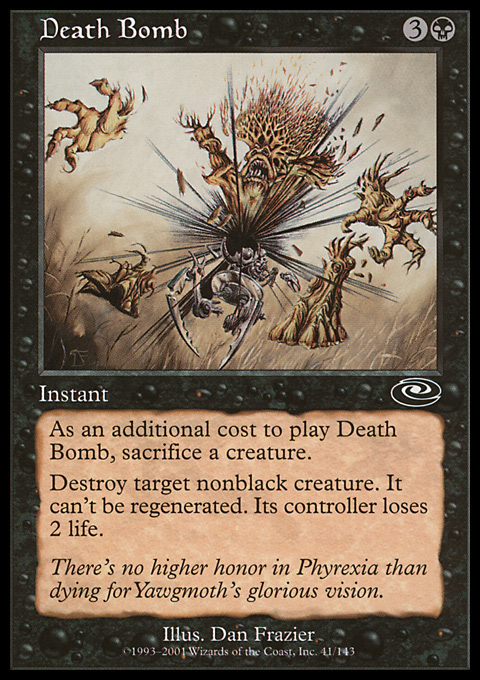 Death Bomb
3
Instant
As an additional cost to play Death
Bomb, sacrifice a creature.
Destroy target nonblack creature. It
can't be regenerated. Its controller loses
2 life.
There's no higher honor in Phyrexia than
dying for Yawgmoth's glorious vision.
Illus. Dan Frazier
©1993–2001 Wizards of the Coast, Inc. 41/143